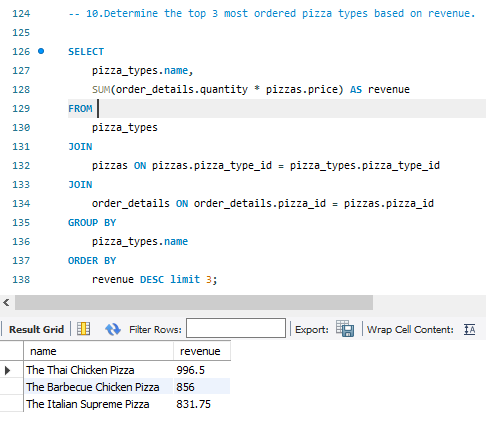 124 -- 10.Determine the top 3 most ordered pizza types based on revenue.
125
126 SELECT
127 pizza_types.name,
128 SUM(order_details.quantity * pizzas.price) AS revenue
129 FROM
130 pizza_types
131 JOIN
132 pizzas ON pizzas.pizza_type_id = pizza_types.pizza_type_id
133 JOIN
134 order_details ON order_details.pizza_id = pizzas.pizza_id
135 GROUP BY
136 pizza_types.name
137 ORDER BY
138 revenue DESC limit 3;
Result Grid Filter Rows: Export: Wrap Cell Content: IA
name revenue
The Thai Chicken Pizza 996.5
The Barbecue Chicken Pizza 856
The Italian Supreme Pizza 831.75